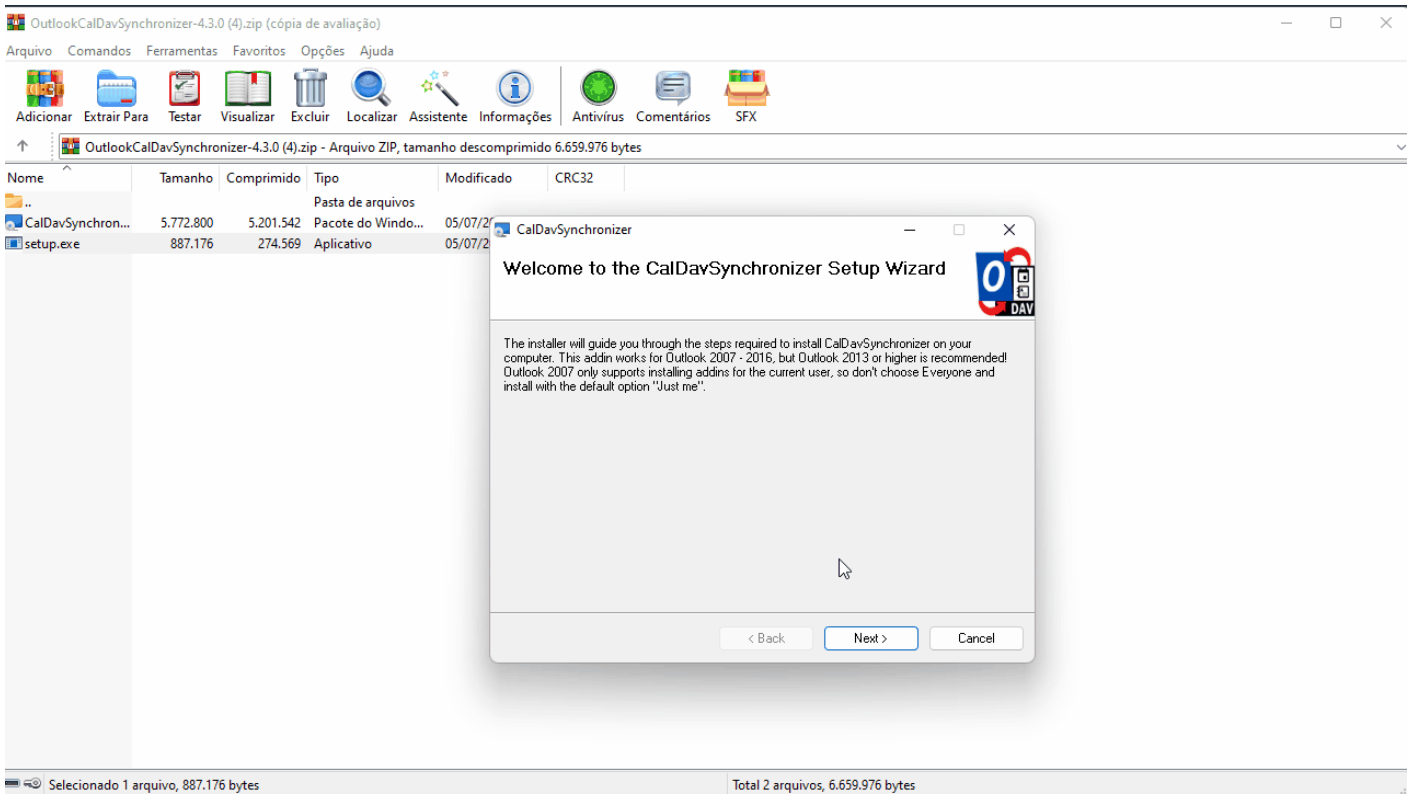 OutlookCalDavSynchronizer-4.3.0 (4).zip (cópia de avaliação)
Arquivo Comandos Ferramentas Favoritos Opções Ajuda
Adicionar Extrair Para Testar Visualizar Excluir Localizar Assistente Informações Antivírus Comentários SFX
OutlookCalDavSynchronizer-4.3.0 (4).zip - Arquivo ZIP, tamanho descomprimido 6.659.976 bytes
Nome Tamanho Comprimido Tipo Modificado CRC32
.. Pasta de arquivos
CalDavSynchron... 5.772.800 5.201.542 Pacote do Windo... 05/07/2
setup.exe 887.176 274.569 Aplicativo 05/07/2
CalDavSynchronizer
Welcome to the CalDavSynchronizer Setup Wizard
O
DAV
The installer will guide you through the steps required to install CalDavSynchronizer on your
computer. This addin works for Outlook 2007 - 2016, but Outlook 2013 or higher is recommended!
Outlook 2007 only supports installing addins for the current user, so don't choose Everyone and
install with the default option "Just me".
< Back Next > Cancel
Selecionado 1 arquivo, 887.176 bytes Total 2 arquivos, 6.659.976 bytes